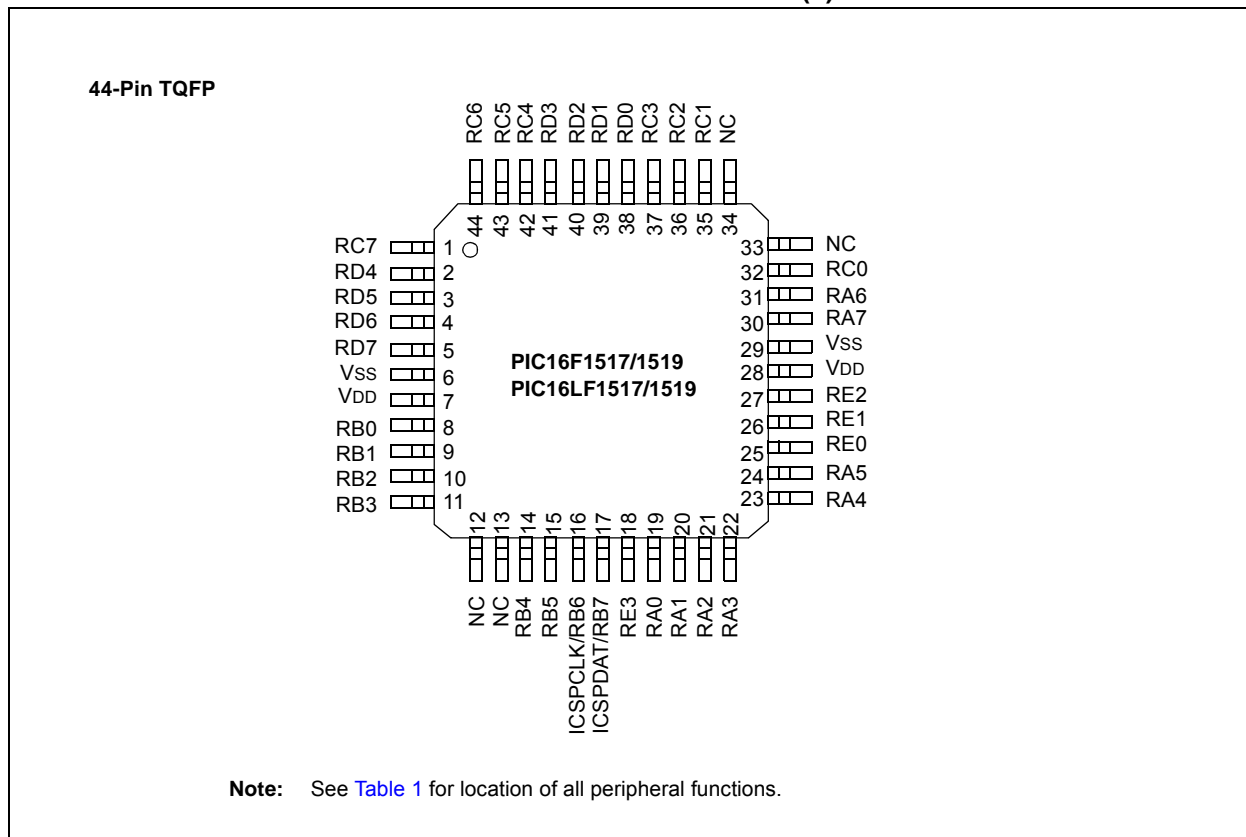 44-Pin TQFP
RC6
RC5
RC4
RD3
RD2
RD1
RD0
RC3
RC2
RC1
NC
44
43
42
41
40
39
38
37
36
35
34
RC7 1
RD4 2
RD5 3
RD6 4
RD7 5
VSS 6
VDD 7
RB0 8
RB1 9
RB2 10
RB3 11
PIC16F1517/1519
PIC16LF1517/1519
33 NC
32 RC0
31 RA6
30 RA7
29 VSS
28 VDD
27 RE2
26 RE1
25 RE0
24 RA5
23 RA4
12
13
14
15
16
17
18
19
20
21
22
NC
NC
RB4
RB5
ICSPCLK/RB6
ICSPDAT/RB7
RE3
RA0
RA1
RA2
RA3
Note: See Table 1 for location of all peripheral functions.